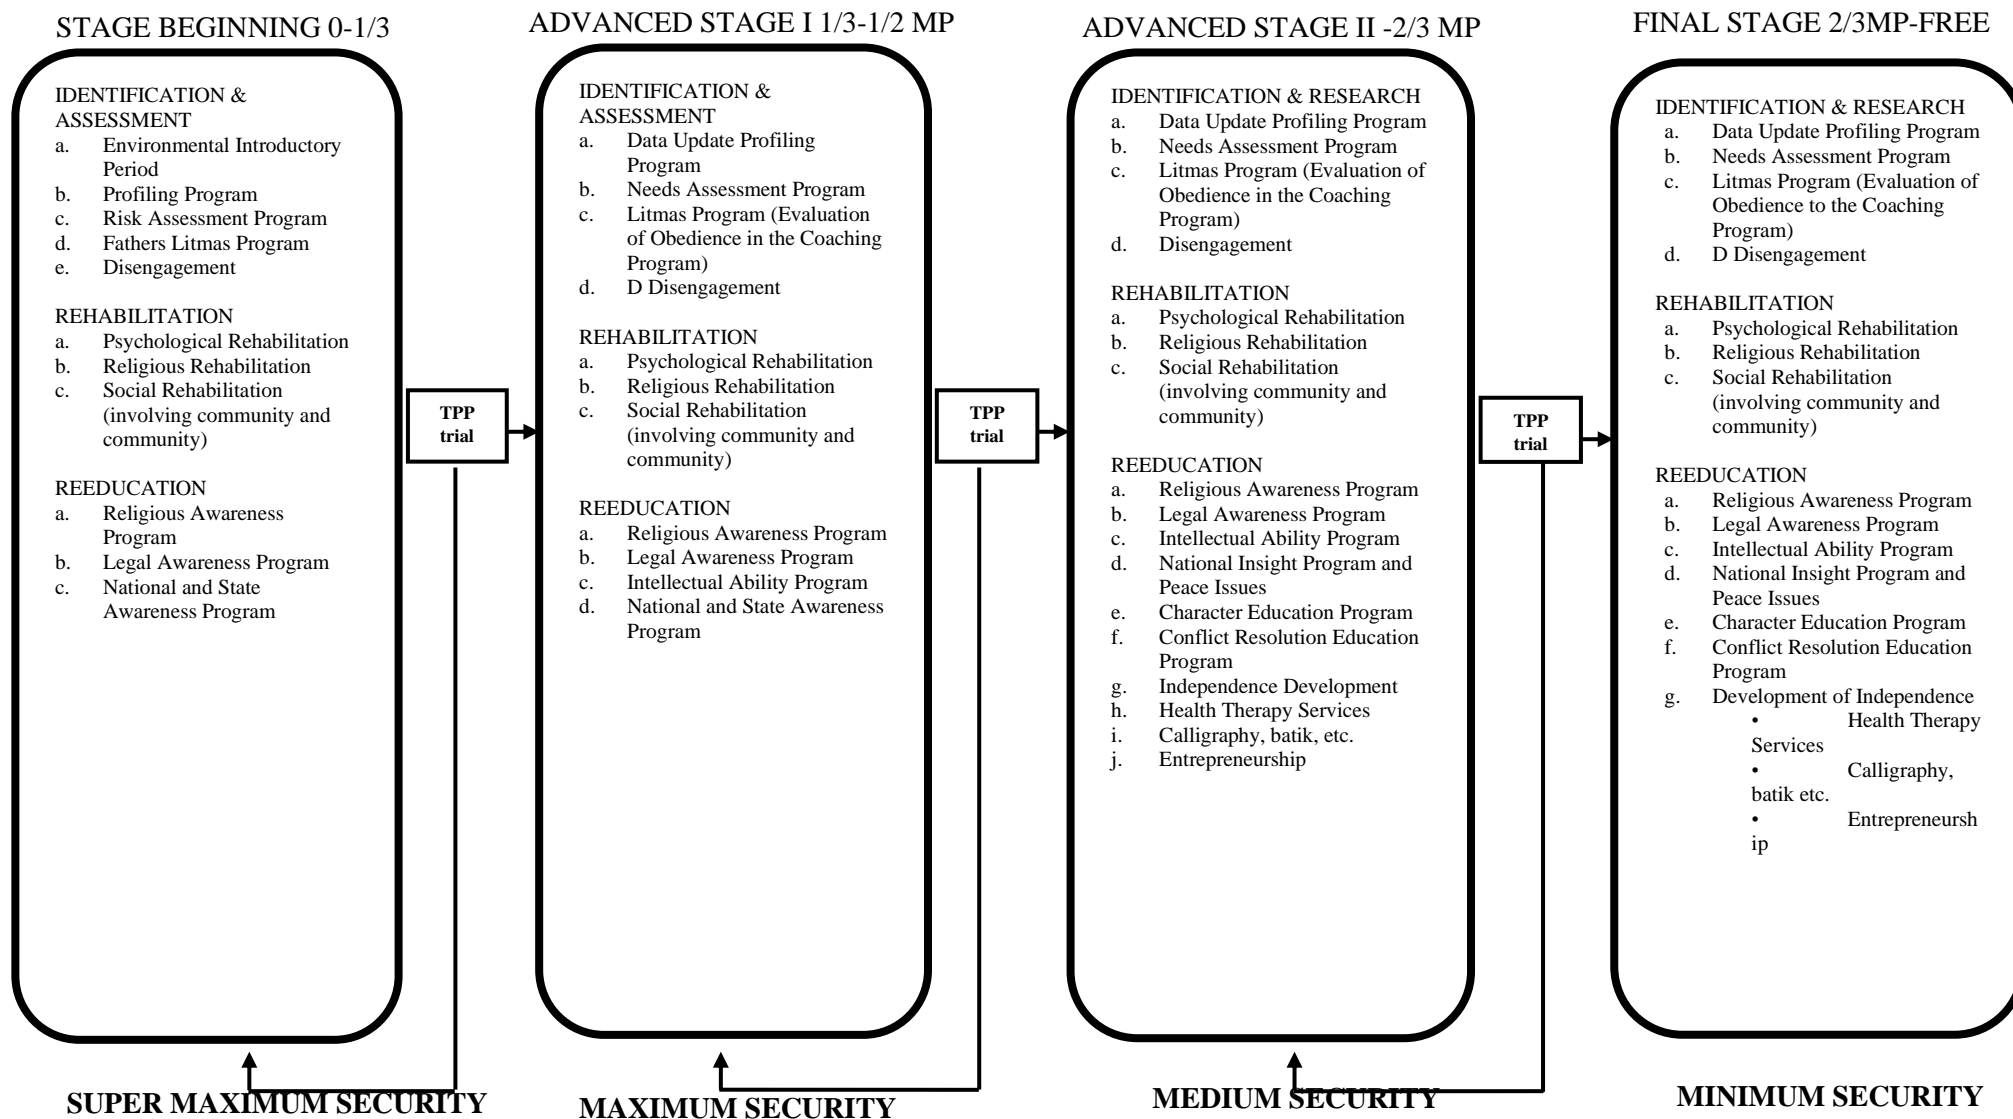 STAGE BEGINNING 0-1/3
IDENTIFICATION &
ASSESSMENT
a. Environmental Introductory
Period
b. Profiling Program
c. Risk Assessment Program
d. Fathers Litmas Program
e. Disengagement
REHABILITATION
a. Psychological Rehabilitation
b. Religious Rehabilitation
c. Social Rehabilitation
(involving community and
community)
REEDUCATION
a. Religious Awareness
Program
b. Legal Awareness Program
c. National and State
Awareness Program
SUPER MAXIMUM SECURITY
TPP
trial
ADVANCED STAGE I 1/3-1/2 MP
IDENTIFICATION &
ASSESSMENT
a. Data Update Profiling
Program
b. Needs Assessment Program
c. Litmas Program (Evaluation
of Obedience in the Coaching
Program)
d. D Disengagement
REHABILITATION
a. Psychological Rehabilitation
b. Religious Rehabilitation
c. Social Rehabilitation
(involving community and
community)
REEDUCATION
a. Religious Awareness Program
b. Legal Awareness Program
c. Intellectual Ability Program
d. National and State Awareness
Program
MAXIMUM SECURITY
TPP
trial
ADVANCED STAGE II -2/3 MP
IDENTIFICATION & RESEARCH
a. Data Update Profiling Program
b. Needs Assessment Program
c. Litmas Program (Evaluation of
Obedience in the Coaching
Program)
d. Disengagement
REHABILITATION
a. Psychological Rehabilitation
b. Religious Rehabilitation
c. Social Rehabilitation
(involving community and
community)
REEDUCATION
a. Religious Awareness Program
b. Legal Awareness Program
c. Intellectual Ability Program
d. National Insight Program and
Peace Issues
e. Character Education Program
f. Conflict Resolution Education
Program
g. Independence Development
h. Health Therapy Services
i. Calligraphy, batik, etc.
j. Entrepreneurship
MEDIUM SECURITY
TPP
trial
FINAL STAGE 2/3MP-FREE
IDENTIFICATION & RESEARCH
a. Data Update Profiling Program
b. Needs Assessment Program
c. Litmas Program (Evaluation of
Obedience to the Coaching
Program)
d. D Disengagement
REHABILITATION
a. Psychological Rehabilitation
b. Religious Rehabilitation
c. Social Rehabilitation
(involving community and
community)
REEDUCATION
a. Religious Awareness Program
b. Legal Awareness Program
c. Intellectual Ability Program
d. National Insight Program and
Peace Issues
e. Character Education Program
f. Conflict Resolution Education
Program
g. Development of Independence
• Health Therapy
Services
• Calligraphy,
batik etc.
• Entrepreneursh
ip
MINIMUM SECURITY